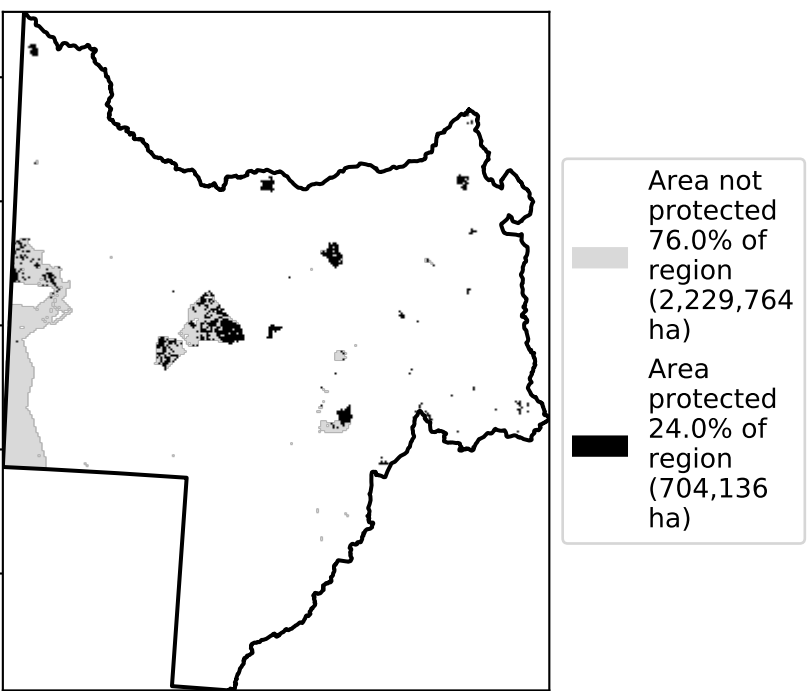 Area not
protected
76.0% of
region
(2,229,764
ha)
Area
protected
24.0% of
region
(704,136
ha)